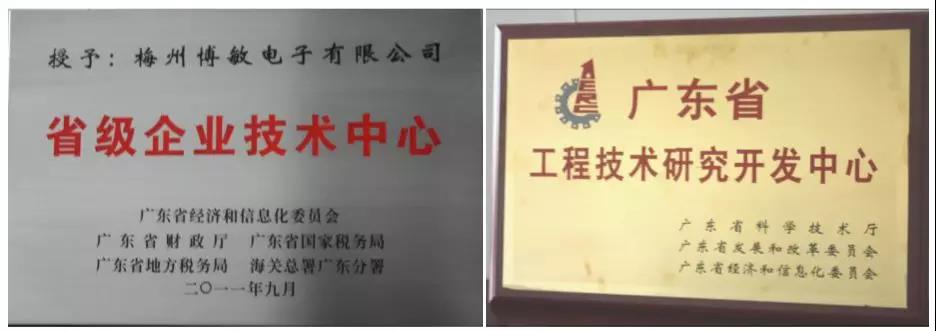 授予：梅州博敏电子有限公司
省级企业技术中心
广东省经济和信息化委员会
广东省财政厅 广东省国家税务局
广东省地方税务局 海关总署广东分署
二〇一一年九月
ERC
广东省
工程技术研究开发中心
广东省科学技术厅
广东省发展和改革委员会
广东省经济和信息化委员会